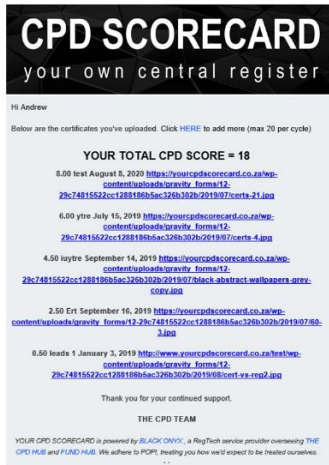 CPD SCORECARD
your own central register
Hi Andrew
Below are the certificates you've uploaded. Click HERE to add more (max 20 per cycle)
YOUR TOTAL CPD SCORE = 18
8.00 test August 8, 2020 https://yourcpdscorecard.co.za/wp-
content/uploads/gravity_forms/12-
29c74815522cc1288186b5ac326b302b/2019/07/certs-21.jpg
6.00 ytre July 15, 2019 https://yourcpdscorecard.co.za/wp-
content/uploads/gravity_forms/12-
29c74815522cc1288186b5ac326b302b/2019/07/certs-4.jpg
4.50 iuytre September 14, 2019 https://yourcpdscorecard.co.za/wp-
content/uploads/gravity_forms/12-
29c74815522cc1288186b5ac326b302b/2019/07/black-abstract-wallpapers-grey-
copy.jpg
2.50 Ert September 16, 2019 https://yourcpdscorecard.co.za/wp-
content/uploads/gravity_forms/12-29c74815522cc1288186b5ac326b302b/2019/07/60-
3.jpg
0.50 leads 1 January 3, 2019 http://www.yourcpdscorecard.co.za/test/wp-
content/uploads/gravity_forms/12-
29c74815522cc1288186b5ac326b302b/2019/08/cert-vs-reg2.jpg
Thank you for your continued support.
THE CPD TEAM
YOUR CPD SCORECARD is powered by BLACK ONYX , a RegTech service provider overseeing THE
CPD HUB and FUND HUB. We adhere to POPI, treating you how we'd expect to be treated ourselves.